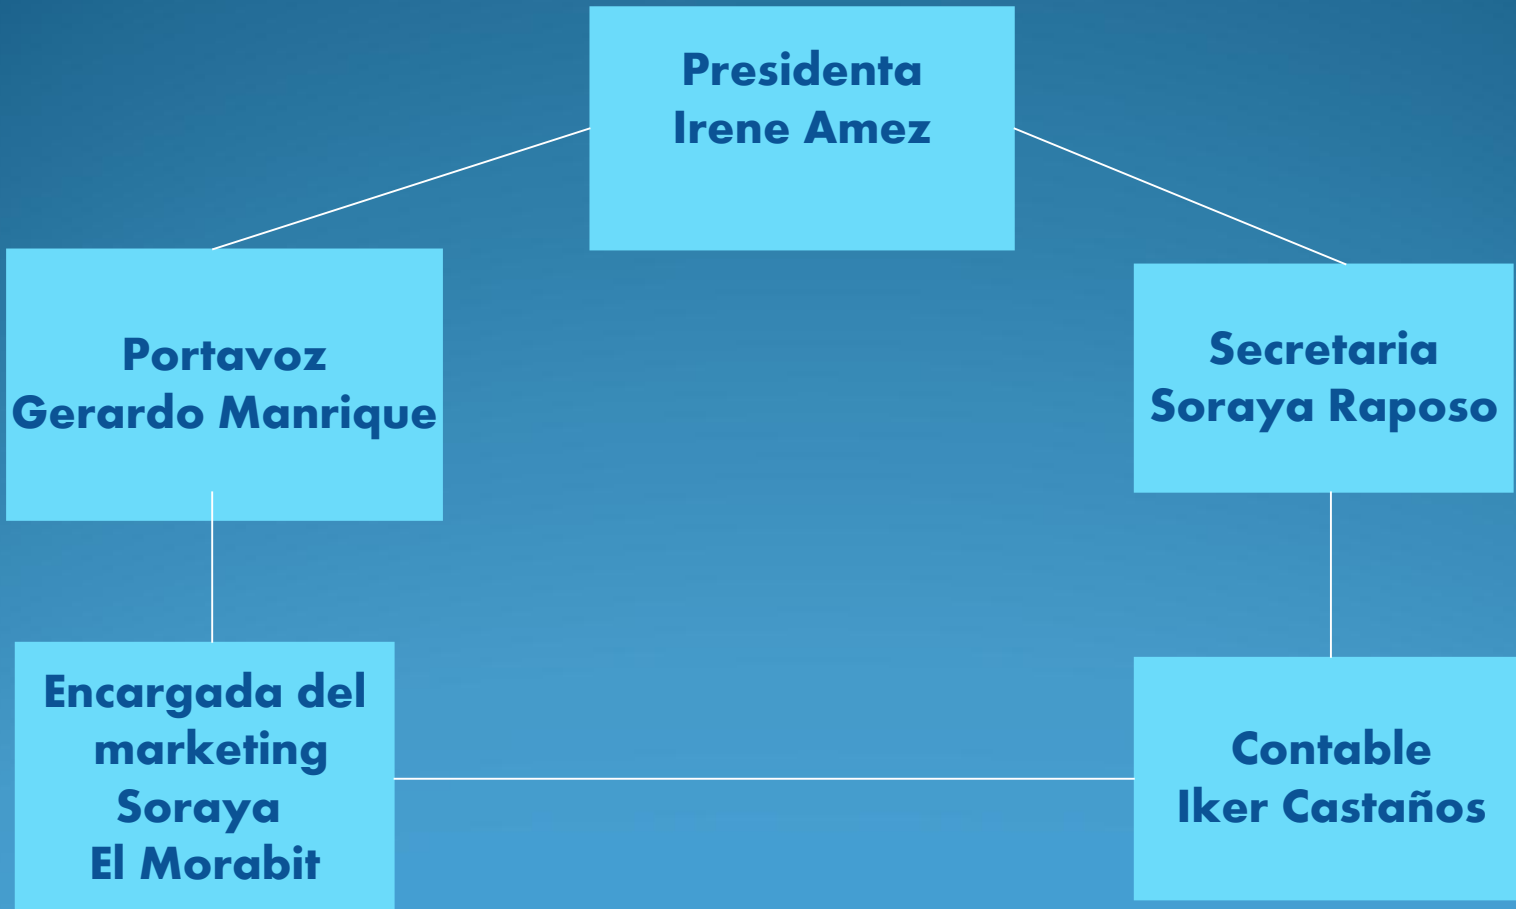 Presidenta
Irene Amez
Portavoz
Gerardo Manrique
Secretaria
Soraya Raposo
Encargada del
marketing
Soraya
El Morabit
Contable
Iker Castaños